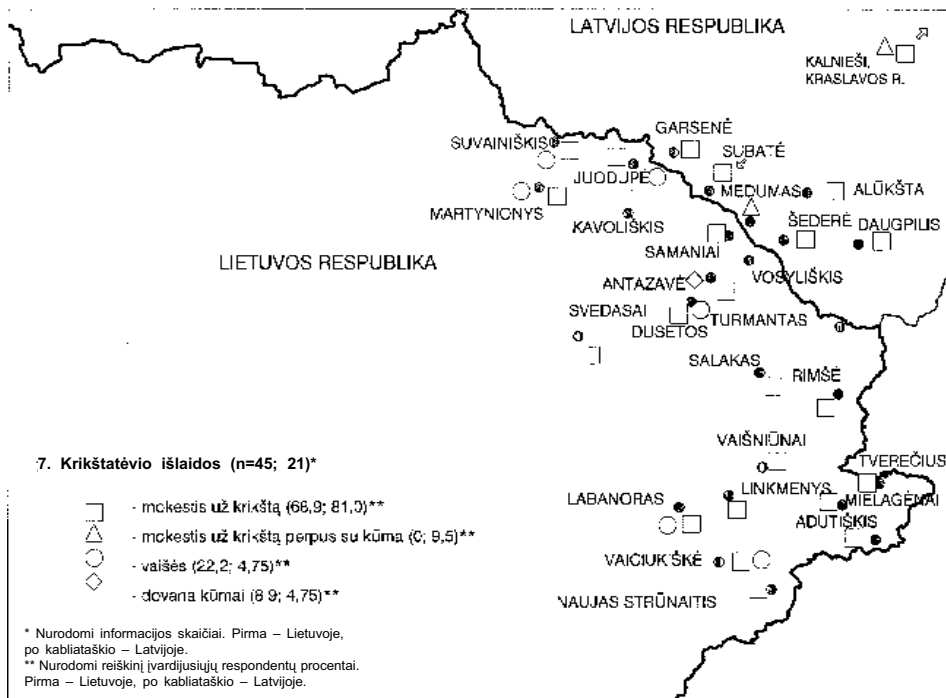 LATVIJOS RESPUBLIKA
KALNIEŠI,
KRASLAVOS R.
GARSENĖ
SUVAINIŠKIS
SUBATĖ
JUODUPĖ
MEDUMAS
ALŪKŠTA
MARTYNIONYS
KAVOLIŠKIS
ŠEDERĖ
DAUGPILIS
SAMANIAI
LIETUVOS RESPUBLIKA
VOSYLIŠKIS
ANTAZAVĖ
SVEDASAI
DUSETOS
TURMANTAS
SALAKAS
RIMŠĖ
VAIŠNIŪNAI
7. Krikštatėvio išlaidos (n=45; 21)*
TVEREČIUS
LINKMENYS
MIELAGĖNAI
LABANORAS
ADUTIŠKIS
- mokestis už krikštą (68,9; 81,0)**
- mokestis už krikštą perpus su kūma (0; 9,5)**
- vaišės (22,2; 4,75)**
- dovana kūmai (8,9; 4,75)**
VAICIUKIŠKĖ
NAUJAS STRŪNAITIS
* Nurodomi informacijos skaičiai. Pirma – Lietuvoje,
po kabliataškio – Latvijoje.
** Nurodomi reiškinį įvardijusiųjų respondentų procentai.
Pirma – Lietuvoje, po kabliataškio – Latvijoje.